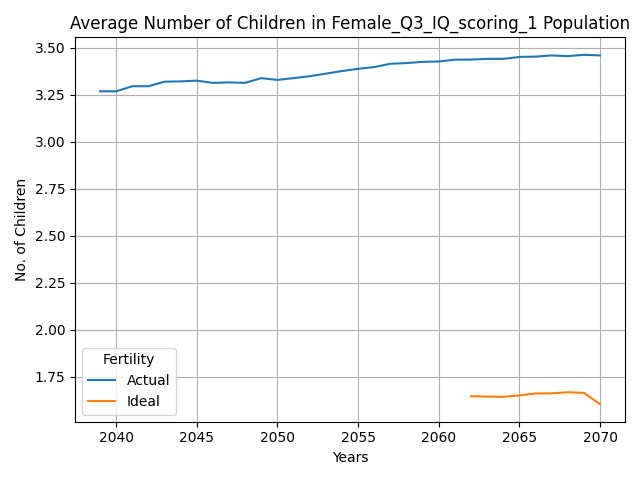 Average Number of Children in Female_Q3_IQ_scoring_1 Population
3.50
3.25
3.00
2.75
2.50
2.25
2.00
1.75
No. of Children
Fertility
Actual
Ideal
2040 2045 2050 2055 2060 2065 2070
Years